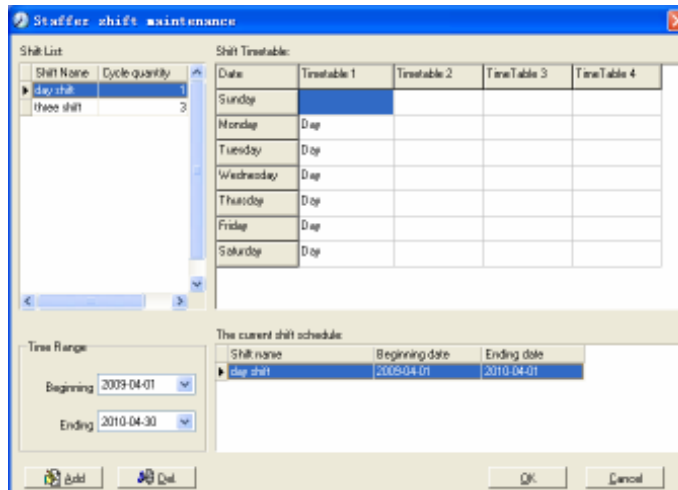 Staffer shift maintenance
Shift List:
Shift Name Cycle quantity
day shift 1
three shift 3
Shift Timetable:
Date Timetable 1 Timetable 2 TimeTable 3 TimeTable 4
Sunday
Monday Day
Tuesday Day
Wednesday Day
Thursday Day
Friday Day
Saturday Day
Time Range:
Beginning 2009-04-01
Ending 2010-04-30
The current shift schedule:
Shift name Beginning date Ending date
day shift 2009-04-01 2010-04-01
Add Del. OK Cancel